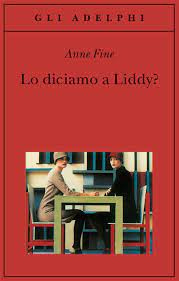 GLI ADELPHI
Anne Fine
Lo diciamo a Liddy?